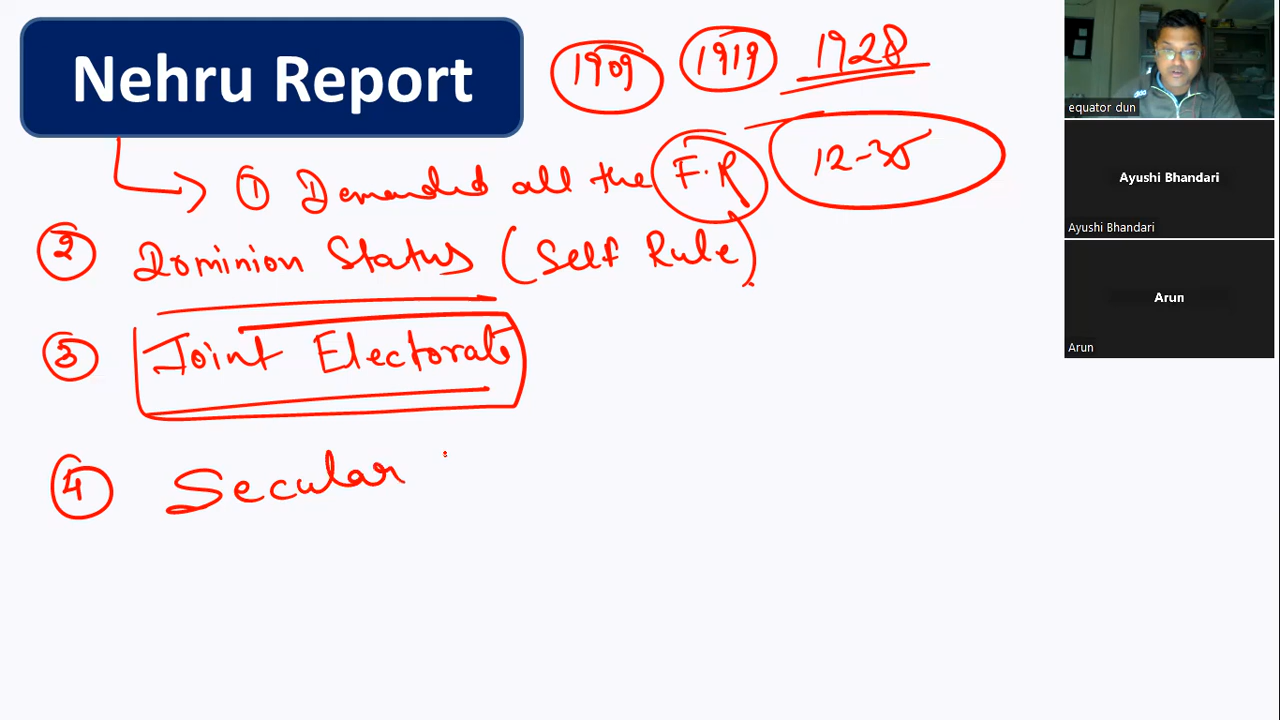 Nehru Report
1909 1919 1928
① Demanded all the F.R 12-35
② Dominion Status (Self Rule)
③ Joint Electorate
④ Secular
equator dun
Ayushi Bhandari
Ayushi Bhandari
Arun
Arun